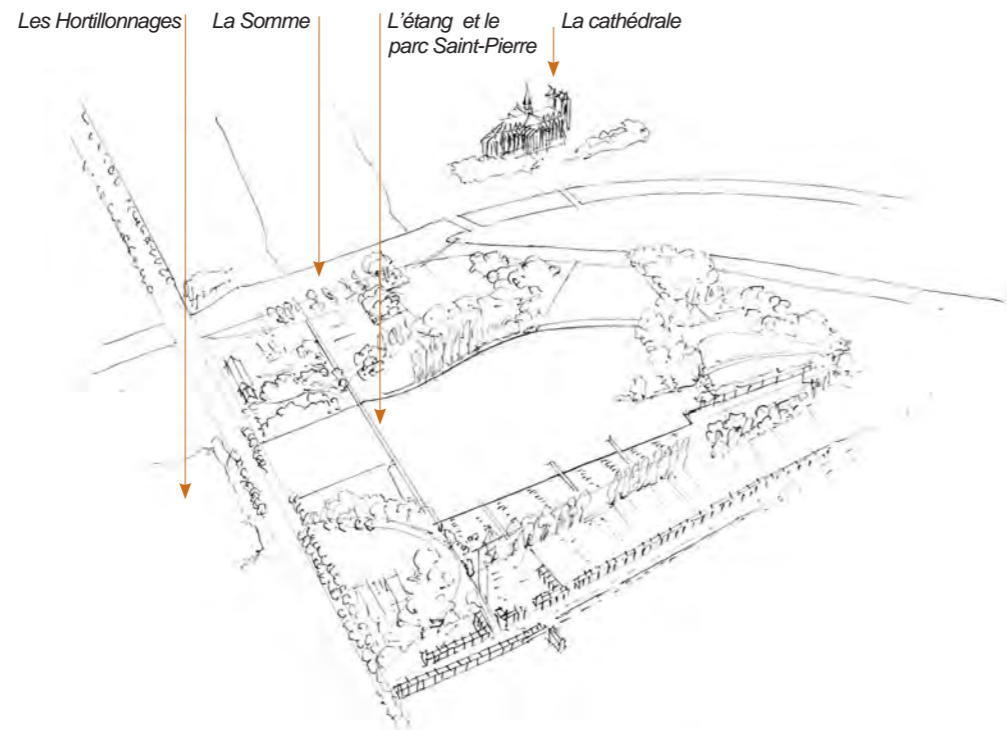 Les Hortillonnages
La Somme
L'étang et le
parc Saint-Pierre
La cathédrale